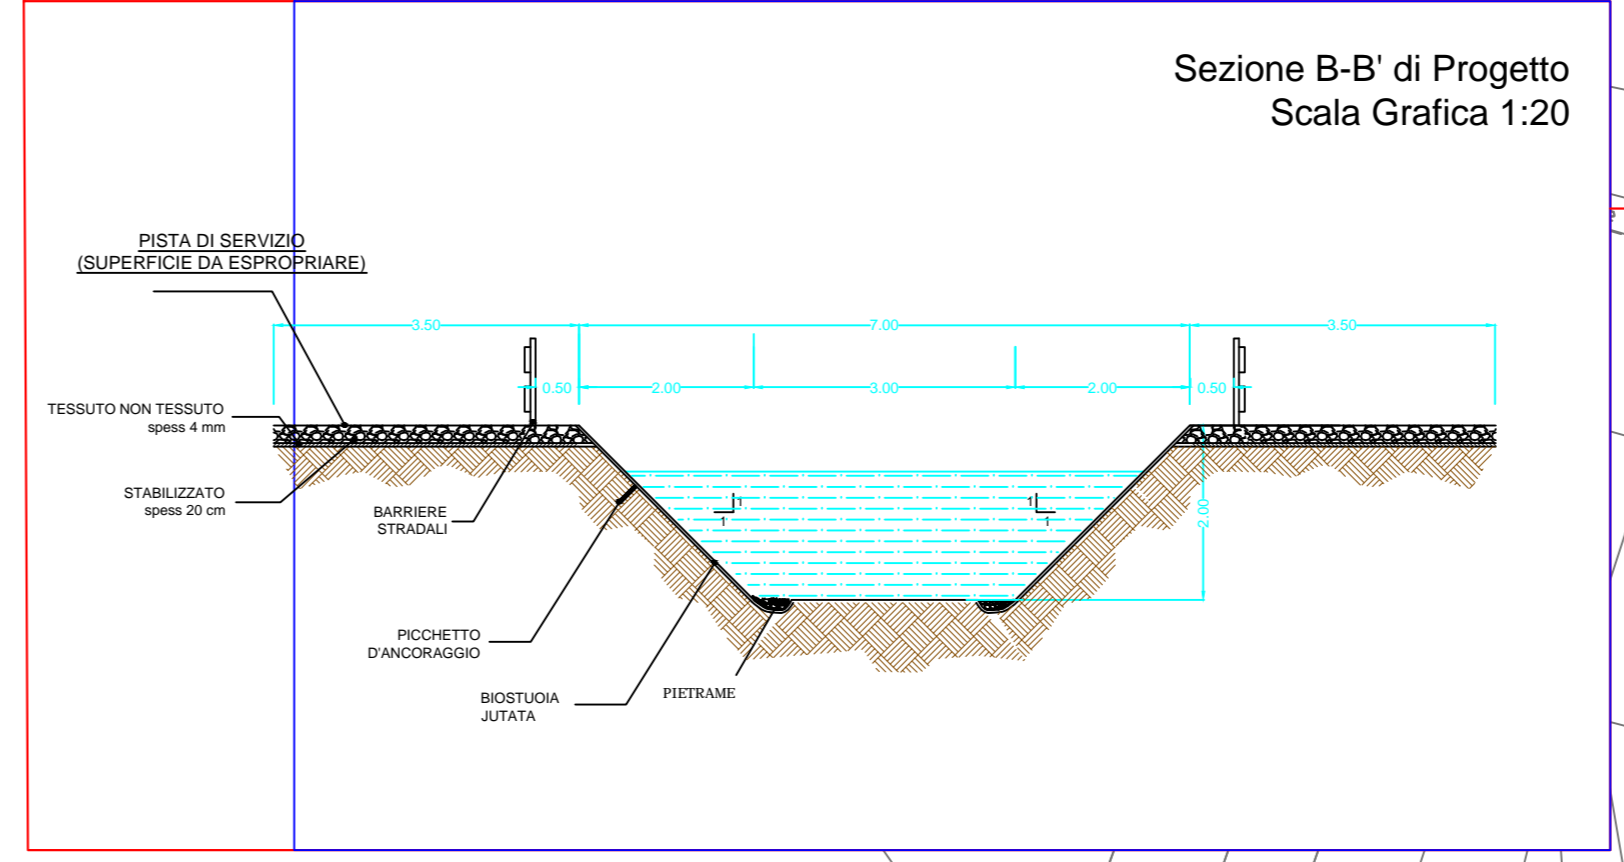 Sezione B-B' di Progetto
Scala Grafica 1:20
PISTA DI SERVIZIO
(SUPERFICIE DA ESPROPRIARE)
3.50
7.00
3.50
0.50
2.00
3.00
2.00
0.50
TESSUTO NON TESSUTO
spess 4 mm
STABILIZZATO
spess 20 cm
BARRIERE
STRADALI
1
1
1
1
2.00
PICCHETTO
D'ANCORAGGIO
BIOSTUOIA
JUTATA
PIETRAME